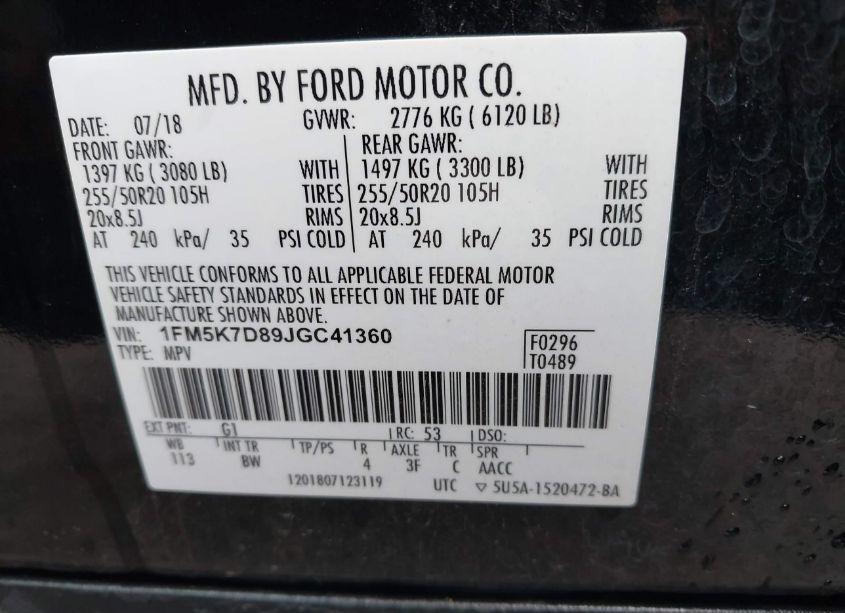 MFD. BY FORD MOTOR CO.
DATE: 07/18 GVWR: 2776 KG ( 6120 LB)
FRONT GAWR: REAR GAWR:
1397 KG ( 3080 LB) WITH 1497 KG ( 3300 LB) WITH
255/50R20 105H TIRES 255/50R20 105H TIRES
20x8.5J RIMS 20x8.5J RIMS
AT 240 kPa/ 35 PSI COLD AT 240 kPa/ 35 PSI COLD
THIS VEHICLE CONFORMS TO ALL APPLICABLE FEDERAL MOTOR
VEHICLE SAFETY STANDARDS IN EFFECT ON THE DATE OF
MANUFACTURE SHOWN ABOVE.
VIN: 1FM5K7D89JGC41360 F0296
TYPE: MPV T0489
EXT PNT: G1 RC: 53 DSO:
WB INT TR TP/PS R AXLE TR SPR
113 BW 4 3F C AACC
1201807123119 UTC ▽ 5U5A-1520472-BA